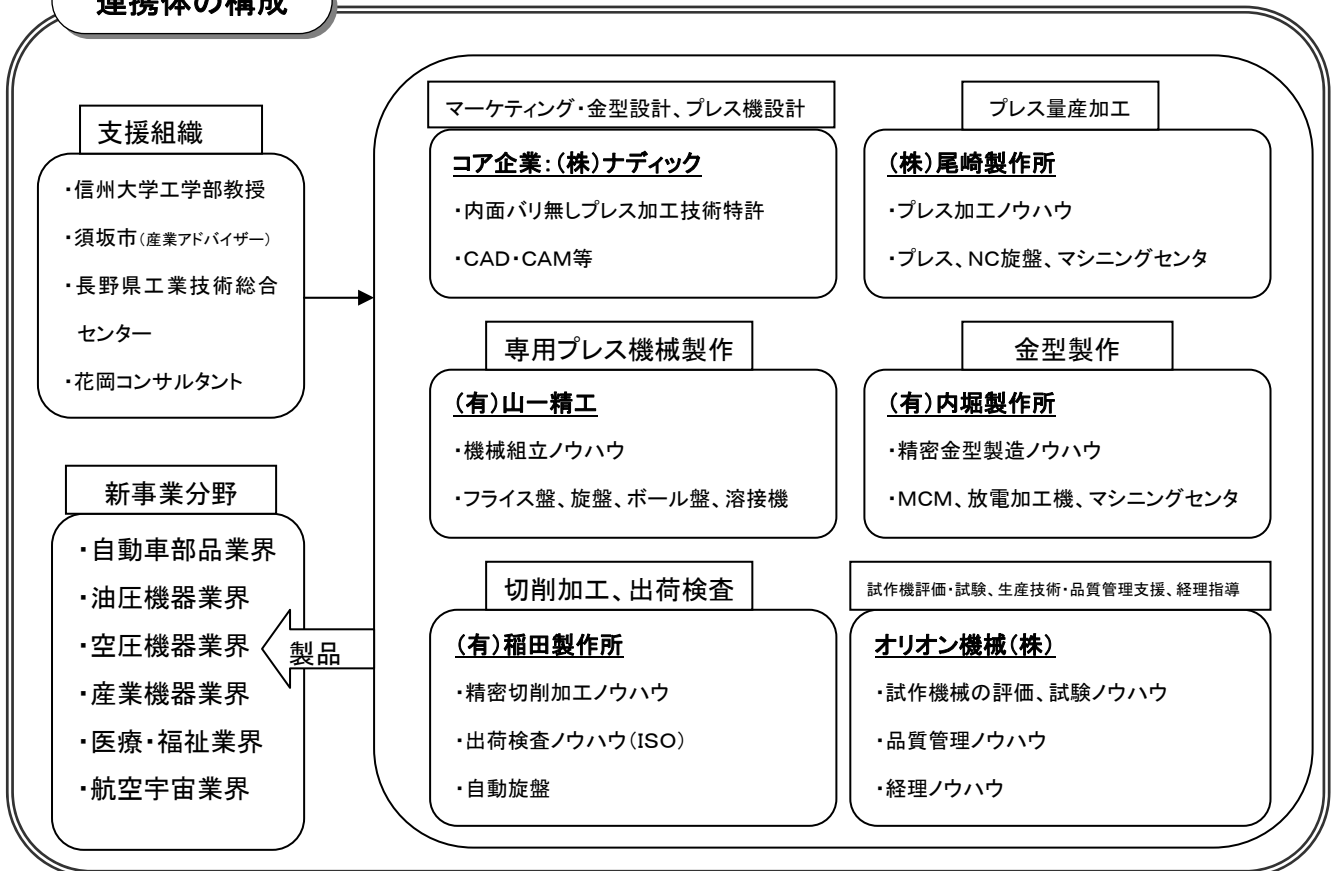 連携体の構成
支援組織
・信州大学工学部教授
・須坂市(産業アドバイザー)
・長野県工業技術総合
センター
・花岡コンサルタント
新事業分野
・自動車部品業界
・油圧機器業界
・空圧機器業界
・産業機器業界
・医療・福祉業界
・航空宇宙業界
製品
マーケティング・金型設計、プレス機設計
コア企業:(株)ナディック
・内面バリ無しプレス加工技術特許
・CAD・CAM等
プレス量産加工
(株)尾崎製作所
・プレス加工ノウハウ
・プレス、NC旋盤、マシニングセンタ
専用プレス機械製作
(有)山一精工
・機械組立ノウハウ
・フライス盤、旋盤、ボール盤、溶接機
金型製作
(有)内堀製作所
・精密金型製造ノウハウ
・MCM、放電加工機、マシニングセンタ
切削加工、出荷検査
(有)稲田製作所
・精密切削加工ノウハウ
・出荷検査ノウハウ(ISO)
・自動旋盤
試作機評価・試験、生産技術・品質管理支援、経理指導
オリオン機械(株)
・試作機械の評価、試験ノウハウ
・品質管理ノウハウ
・経理ノウハウ